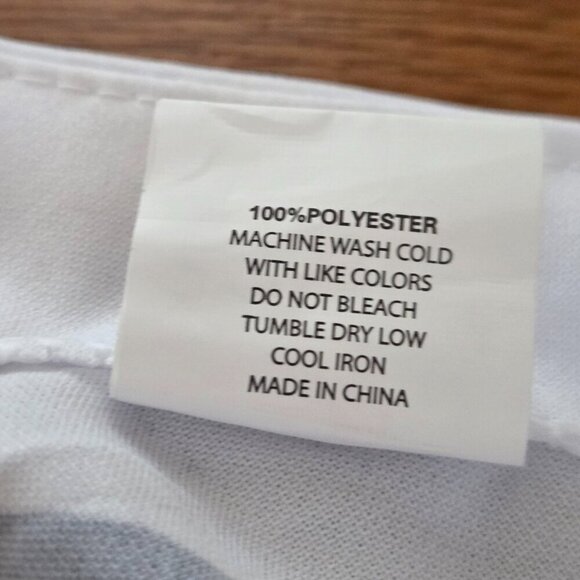 100%POLYESTER
MACHINE WASH COLD
WITH LIKE COLORS
DO NOT BLEACH
TUMBLE DRY LOW
COOL IRON
MADE IN CHINA